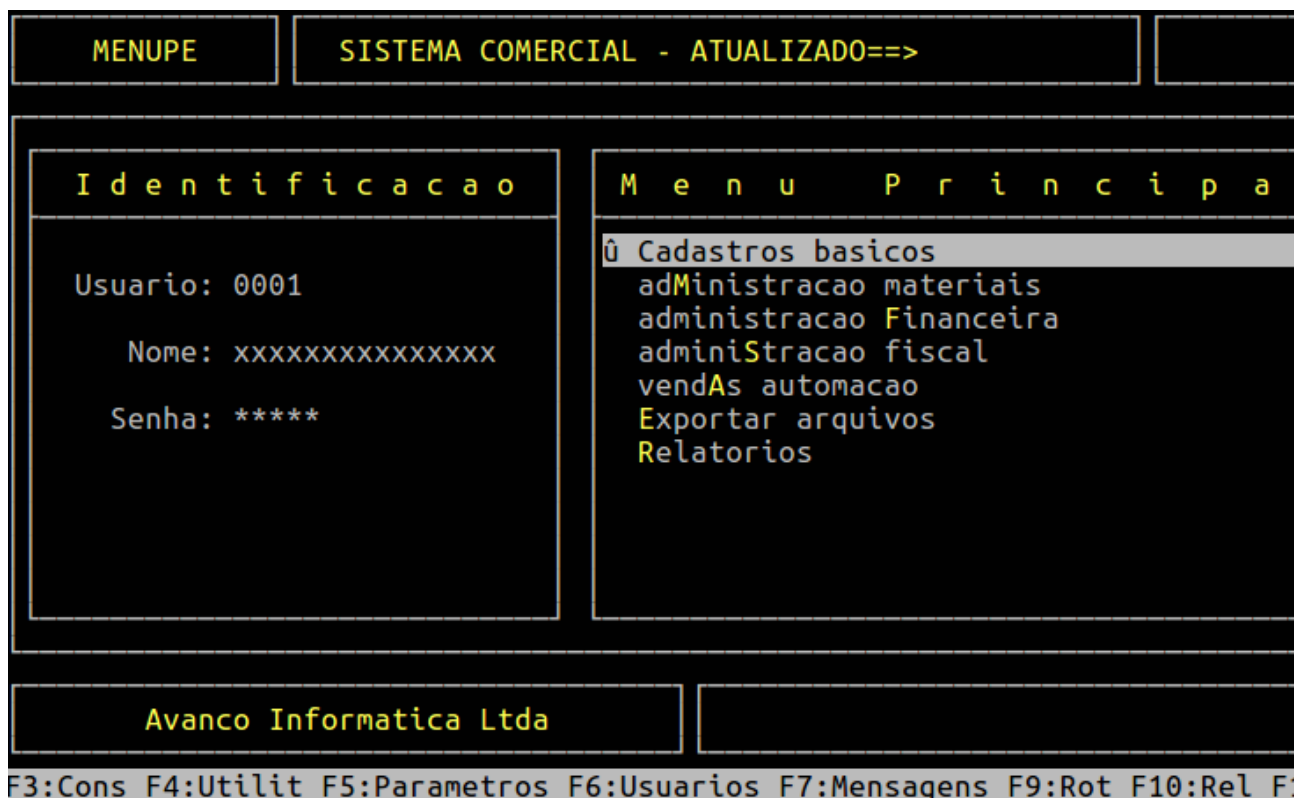 MENUPE
SISTEMA COMERCIAL - ATUALIZADO==>
I d e n t i f i c a c a o
Usuario: 0001
Nome: xxxxxxxxxxxxxxx
Senha: *****
M e n u P r i n c i p a
û Cadastros basicos
adMinistracao materiais
administracao Financeira
adminiStracao fiscal
vendAs automacao
Exportar arquivos
Relatorios
Avanco Informatica Ltda
F3:Cons F4:Utilit F5:Parametros F6:Usuarios F7:Mensagens F9:Rot F10:Rel